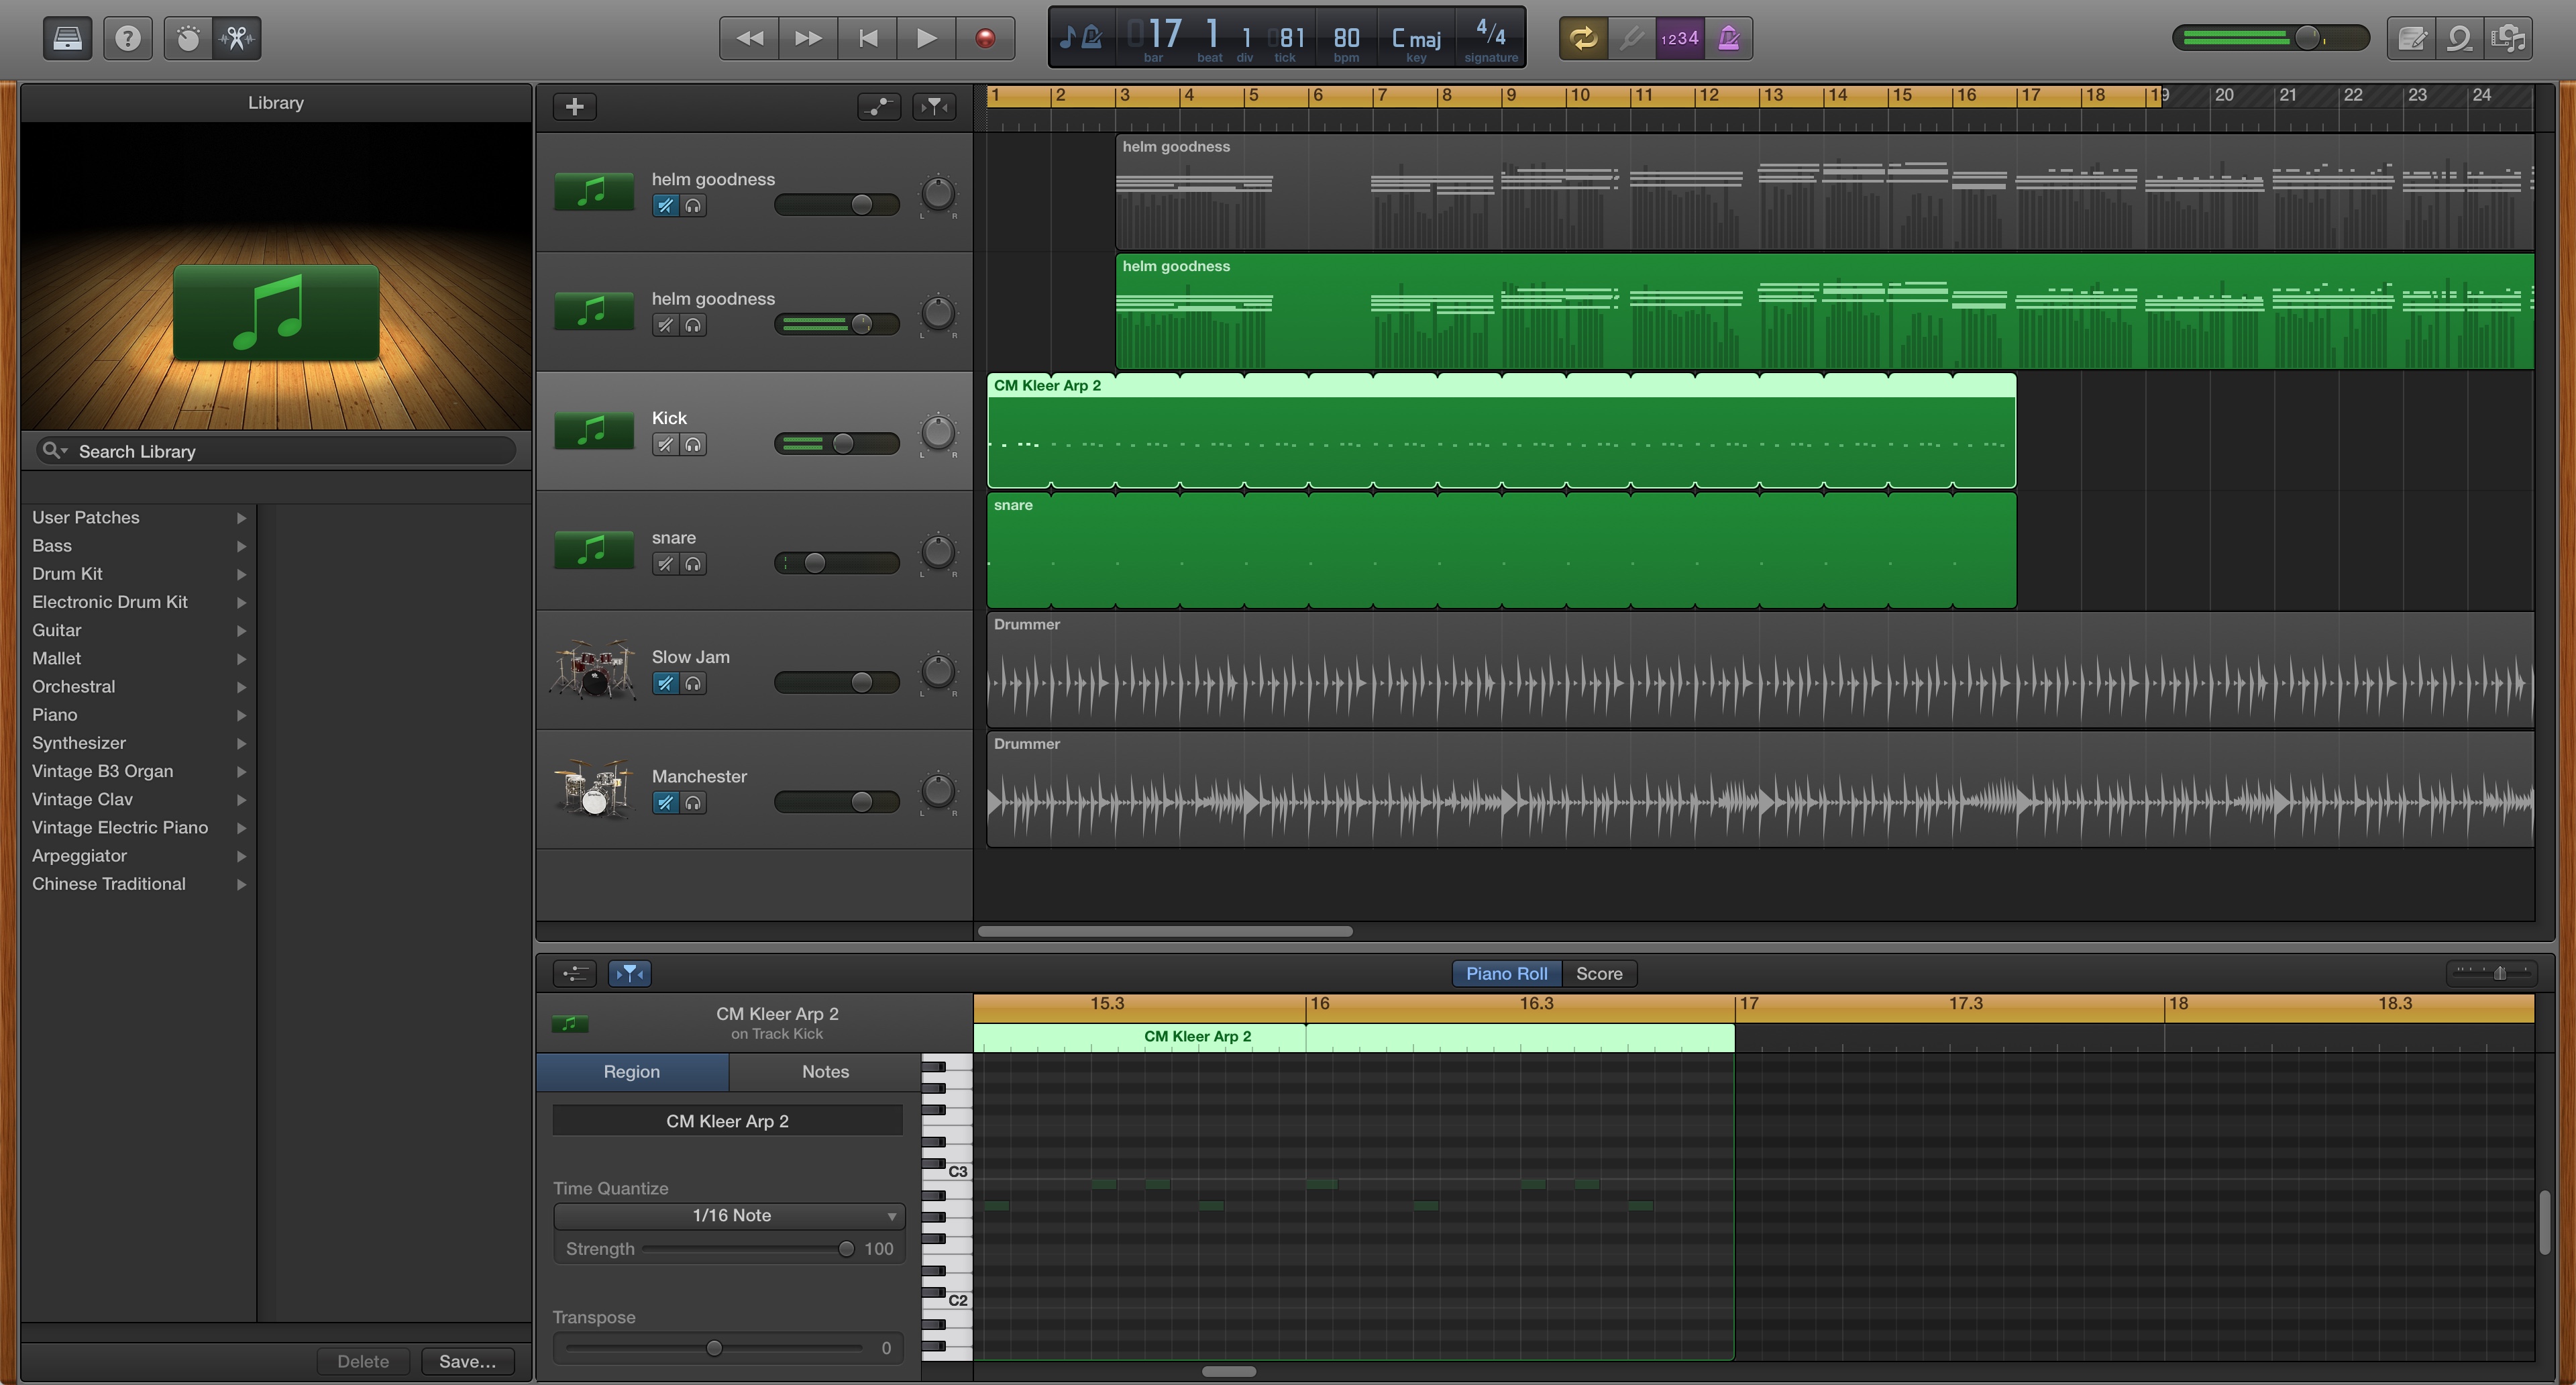 17 1 1 81 80 C maj 4/4
bar beat div tick bpm key signature
1234
Library
Search Library
User Patches
Bass
Drum Kit
Electronic Drum Kit
Guitar
Mallet
Orchestral
Piano
Synthesizer
Vintage B3 Organ
Vintage Clav
Vintage Electric Piano
Arpeggiator
Chinese Traditional
Delete Save...
1 2 3 4 5 6 7 8 9 10 11 12 13 14 15 16 17 18 19 20 21 22 23 24
helm goodness
L R
helm goodness
helm goodness
L R
helm goodness
Kick
L R
CM Kleer Arp 2
snare
L R
snare
Slow Jam
L R
Drummer
Manchester
L R
Drummer
Piano Roll Score
CM Kleer Arp 2
on Track Kick
15.3 16 16.3 17 17.3 18 18.3
CM Kleer Arp 2
Region Notes
CM Kleer Arp 2
Time Quantize
1/16 Note
Strength 100
Transpose
0
C3
C2